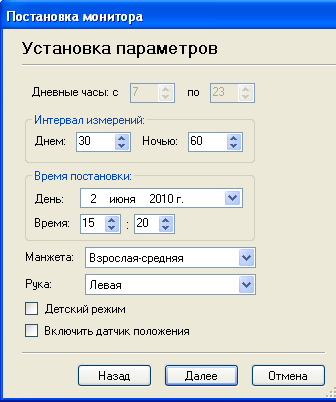 Постановка монитора
Установка параметров
Дневные часы: с 7 по 23
Интервал измерений:
Днем: 30 Ночью: 60
Время постановки:
День: 2 июня 2010 г.
Время: 15 : 20
Манжета: Взрослая-средняя
Рука: Левая
Детский режим
Включить датчик положения
Назад Далее Отмена